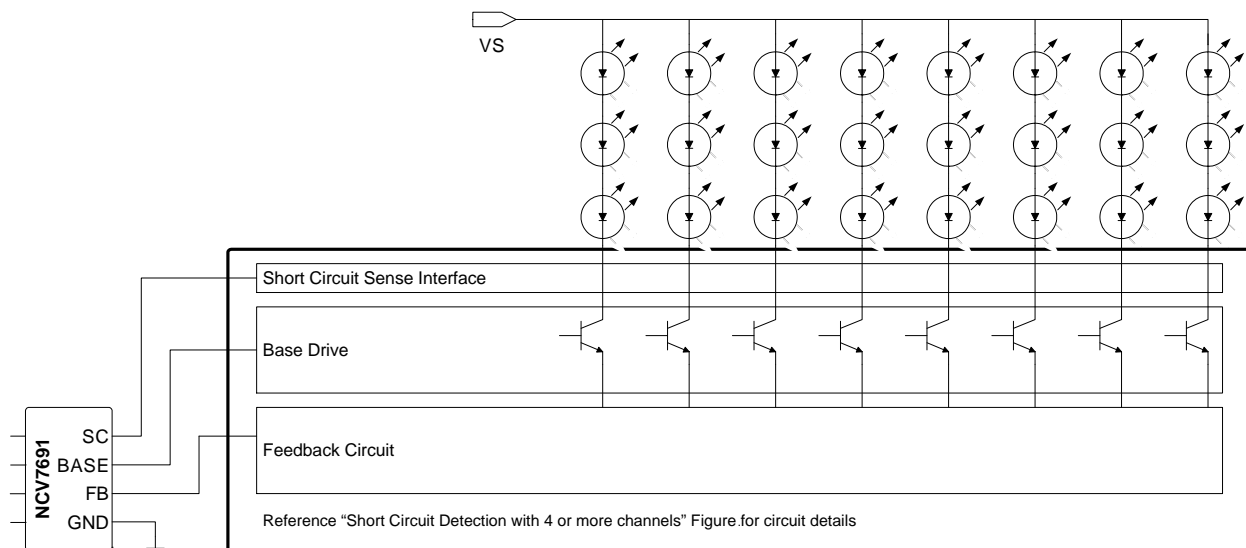 VS
Short Circuit Sense Interface
Base Drive
NCV7691
SC
BASE
FB
GND
Feedback Circuit
Reference “Short Circuit Detection with 4 or more channels” Figure.for circuit details